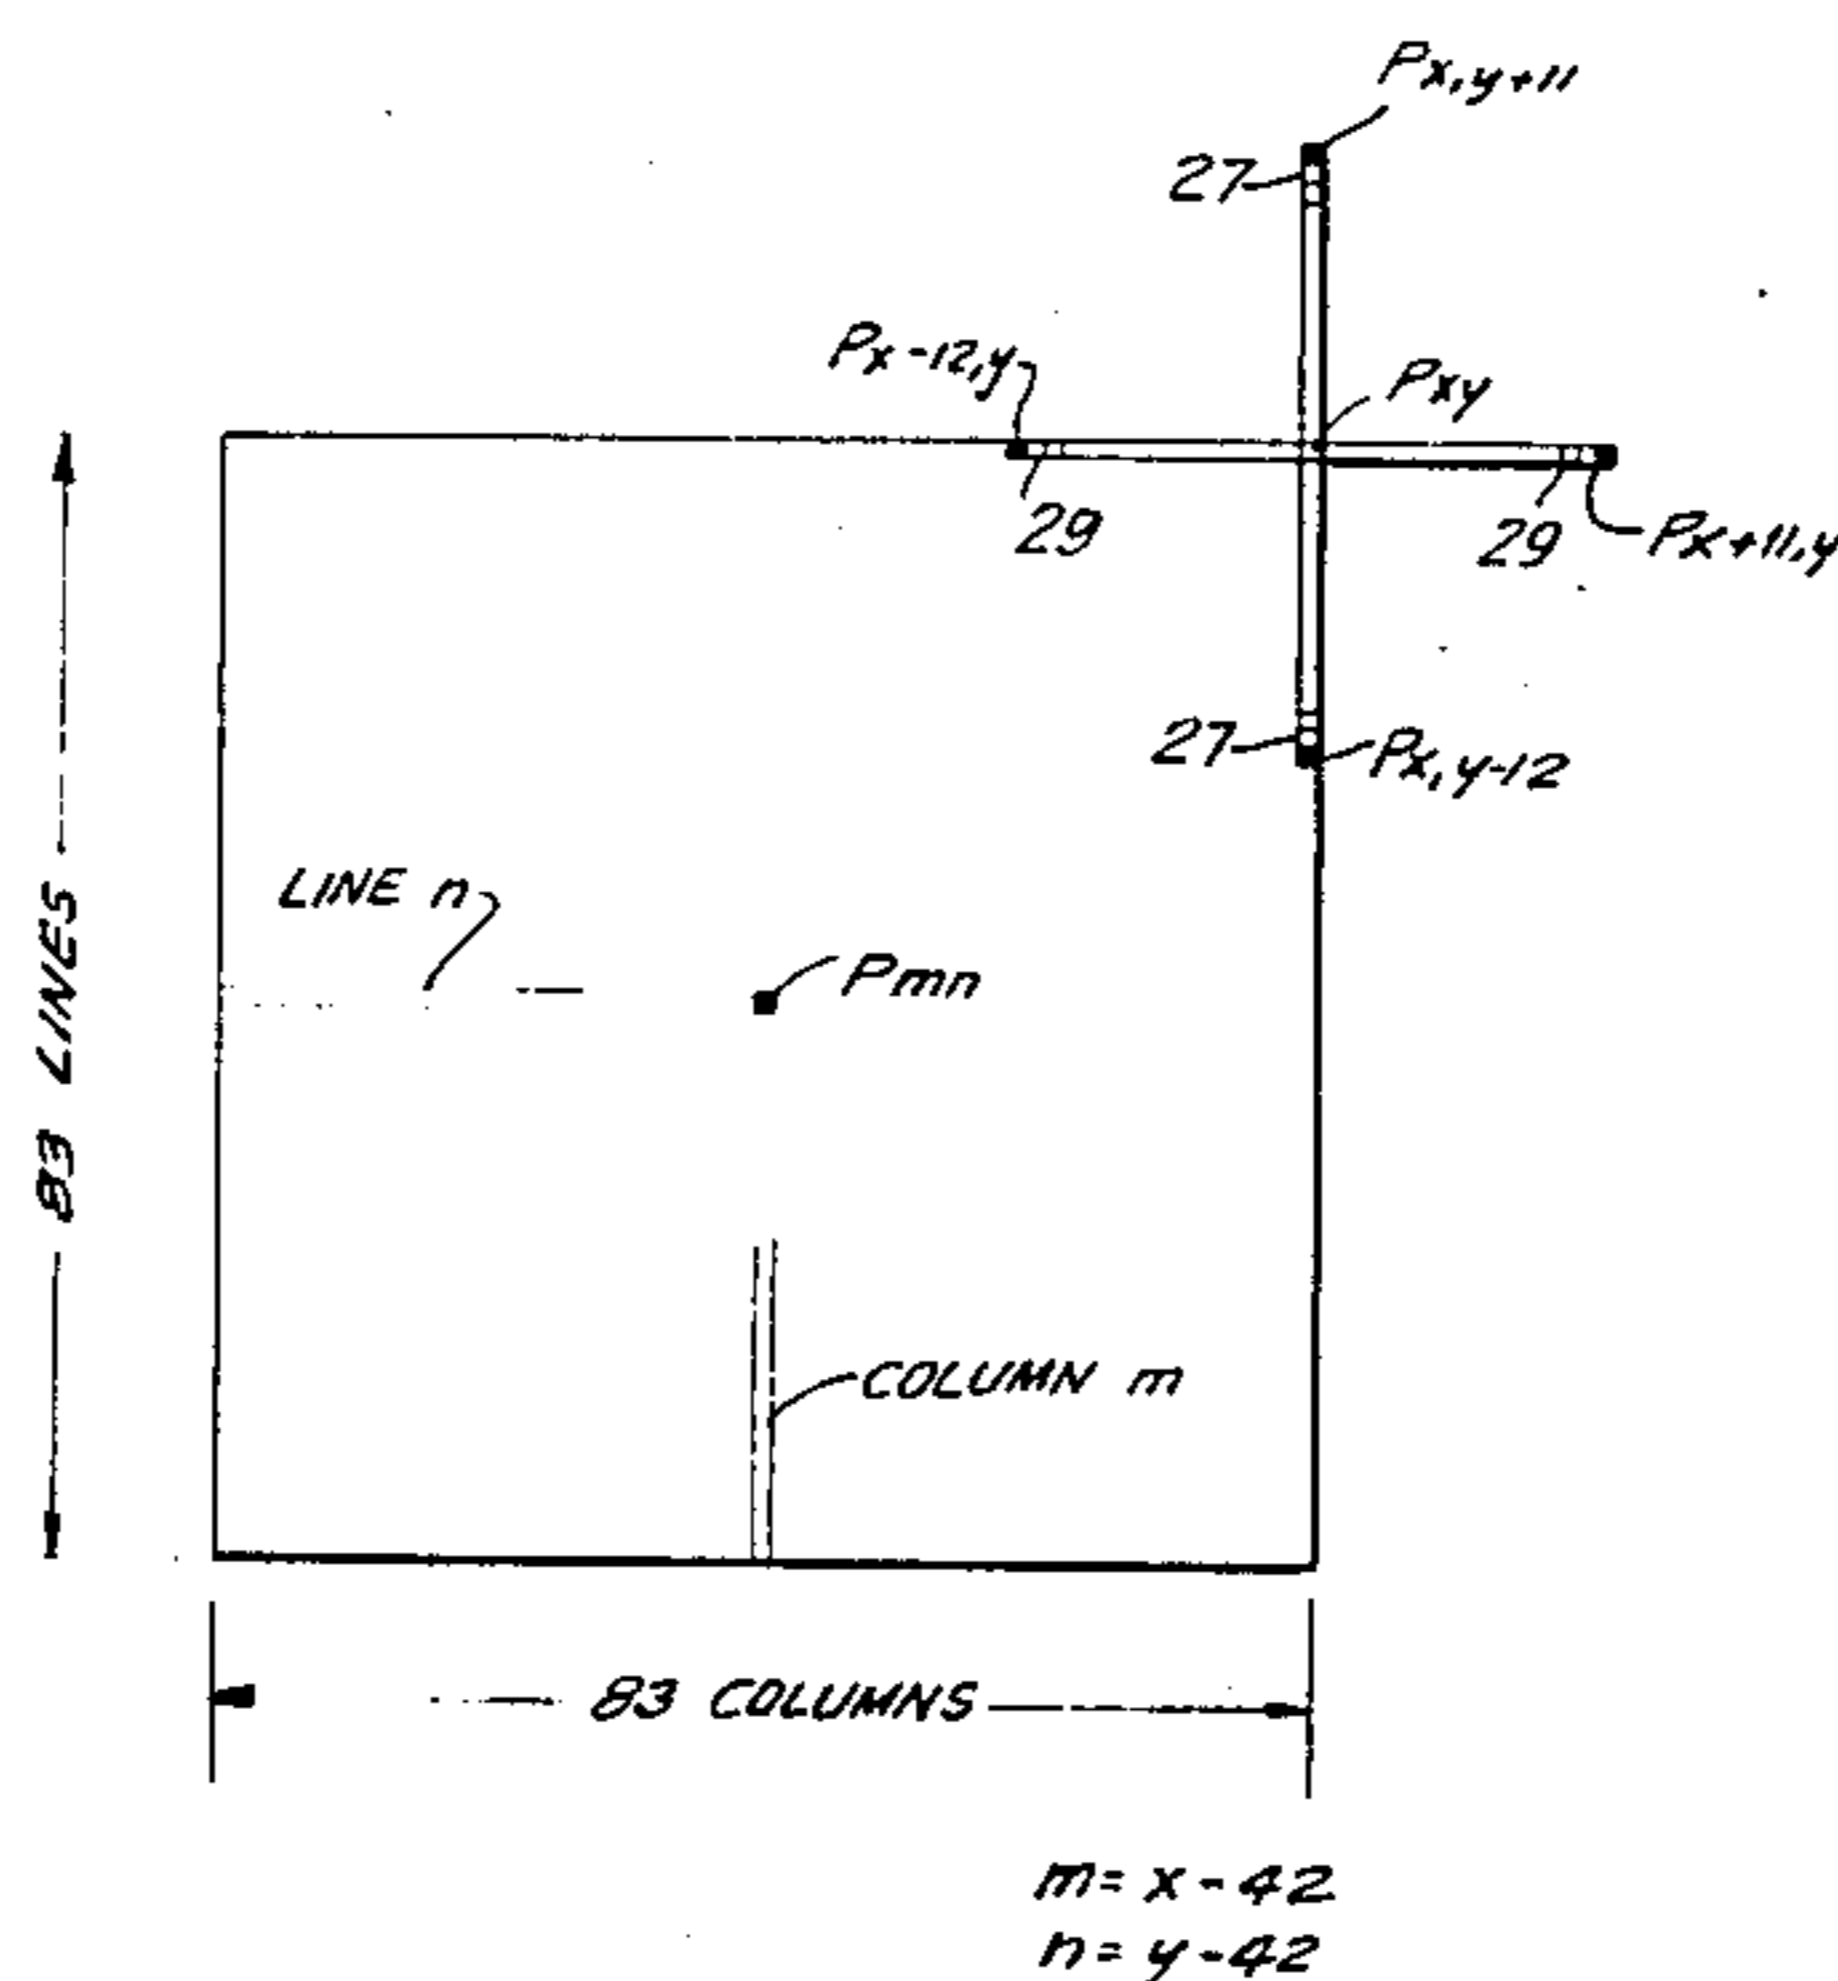 Px,y+11
27
Px-12,y
Pxy
29
29
Px+11,y
27
Px,y-12
LINE n
Pmn
83 LINES
COLUMN m
83 COLUMNS
m=x-42
n=y-42